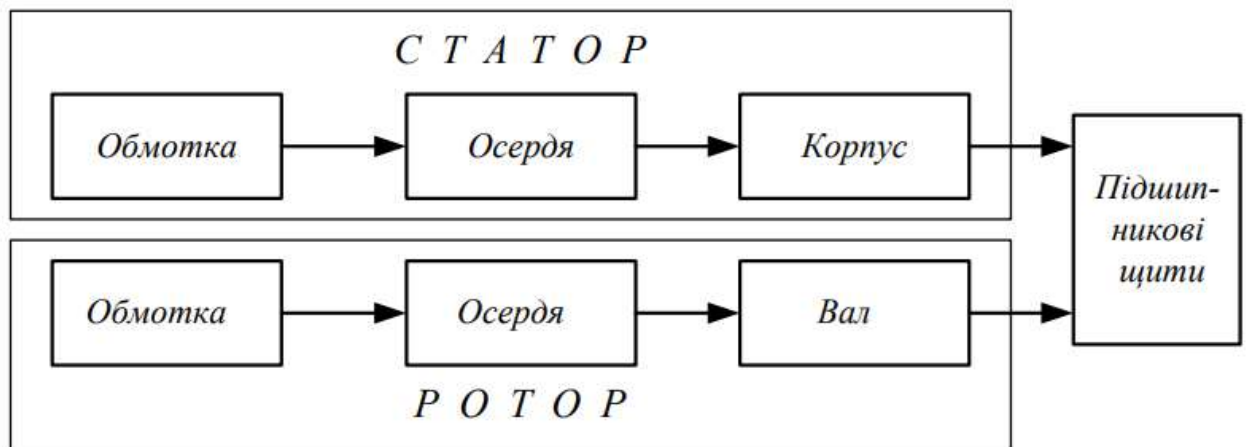 С Т А Т О Р
Обмотка
Осердя
Корпус
Підшип-
никові
щити
Обмотка
Осердя
Вал
Р О Т О Р